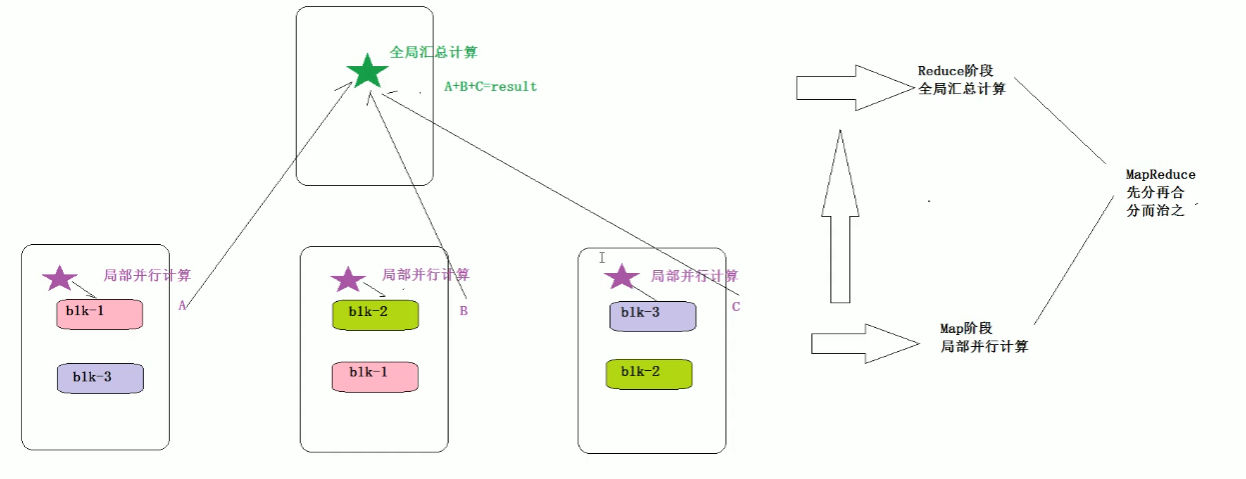 全局汇总计算
A+B+C=result
Reduce阶段
全局汇总计算
MapReduce
先分再合
分而治之
局部并行计算
blk-1
A
blk-3
局部并行计算
blk-2
B
blk-1
局部并行计算
blk-3
C
blk-2
Map阶段
局部并行计算